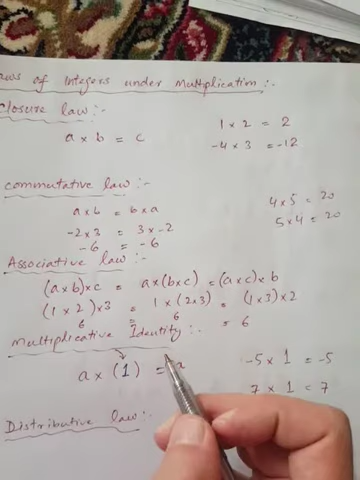 aws of Integers under Multiplication:-
Closure law:-
a × b = c
1 × 2 = 2
-4 × 3 = -12
Commutative law:-
a × b = b × a
-2 × 3 = 3 × -2
-6 = -6
4 × 5 = 20
5 × 4 = 20
Associative law:-
(a×b)×c = a×(b×c) = (a×c)×b
(1 × 2)×3 = 1 × (2×3) = (1×3)×2
6 = 6 = 6
Multiplicative Identity:-
a × (1) =
-5 × 1 = -5
7 × 1 = 7
Distributive law:-